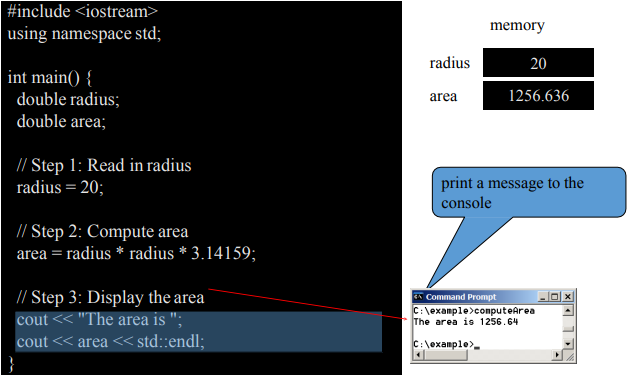 #include <iostream>
using namespace std;
int main() {
double radius;
double area;
// Step 1: Read in radius
radius = 20;
// Step 2: Compute area
area = radius * radius * 3.14159;
// Step 3: Display the area
cout << "The area is ";
cout << area << std::endl;
}
memory
radius 20
area 1256.636
print a message to the
console
Command Prompt
C:\example>computeArea
The area is 1256.64
C:\example>_